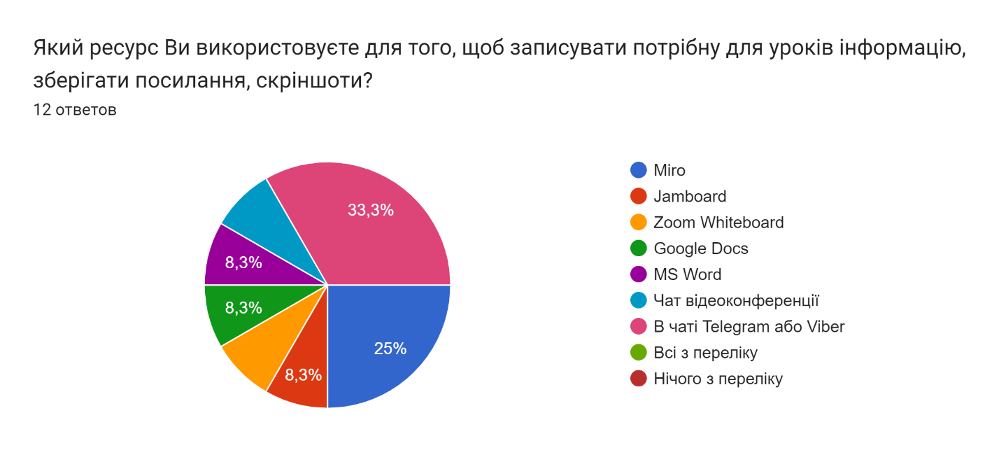 Який ресурс Ви використовуєте для того, щоб записувати потрібну для уроків інформацію,
зберігати посилання, скріншоти?
12 ответов
33,3%
8,3%
8,3%
8,3%
25%
Miro
Jamboard
Zoom Whiteboard
Google Docs
MS Word
Чат відеоконференції
В чаті Telegram або Viber
Всі з переліку
Нічого з переліку